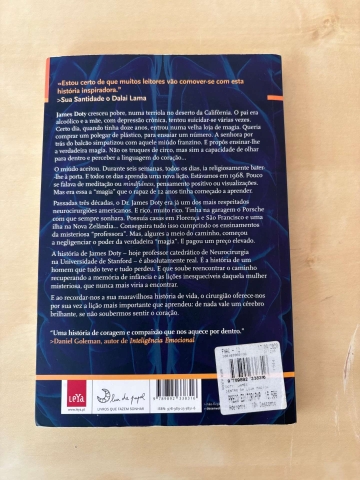 «Estou certo de que muitos leitores vão comover-se com esta
história inspiradora.»
>Sua Santidade o Dalai Lama
James Doty cresceu pobre, numa terriola no deserto da Califórnia. O pai era
alcoólico e a mãe, com depressão crónica, tentou suicidar-se várias vezes.
Certo dia, quando tinha doze anos, entrou numa velha loja de magia. Queria
comprar um polegar de plástico, para ensaiar um número. A senhora por
trás do balcão simpatizou com aquele miúdo franzino. E propôs ensinar-lhe
a verdadeira magia. Não os truques de circo, mas sim a capacidade de olhar
para dentro e perceber a linguagem do coração...
O miúdo aceitou. Durante seis semanas, todos os dias, ia religiosamente bater-
-lhe à porta. E todos os dias aprendia uma nova lição. Estávamos em 1968. Pouco
se falava de meditação ou mindfulness, pensamento positivo ou visualizações.
Mas era essa a "magia" que o rapaz de 12 anos tinha começado a aprender.
Passadas três décadas, o Dr. James Doty era já um dos mais respeitados
neurocirurgiões americanos. E rico, muito rico. Tinha na garagem o Porsche
com que sempre sonhara. Possuía casas em Florença e São Francisco e uma
ilha na Nova Zelândia... Conseguira tudo isso cumprindo os ensinamentos
da misteriosa "professora". Mas, algures a meio do caminho, começou
a negligenciar o poder da verdadeira "magia". E pagou um preço elevado.
A história de James Doty – hoje professor catedrático de Neurocirurgia
na Universidade de Stanford – é absolutamente real. É a história de um
homem que tudo teve e tudo perdeu. E que soube reencontrar o caminho
recuperando a memória de infância e as lições inesquecíveis daquela mulher
misteriosa, que nunca mais viria a encontrar.
E ao recordar-nos a sua maravilhosa história de vida, o cirurgião oferece-nos
por sua vez a lição mais importante que aprendeu: de nada vale um cérebro
brilhante, se não soubermos sentir o coração.
"Uma história de coragem e compaixão que nos aquece por dentro."
>Daniel Goleman, autor de Inteligência Emocional
LeYa
lua de papel
LIVROS QUE FAZEM SONHAR